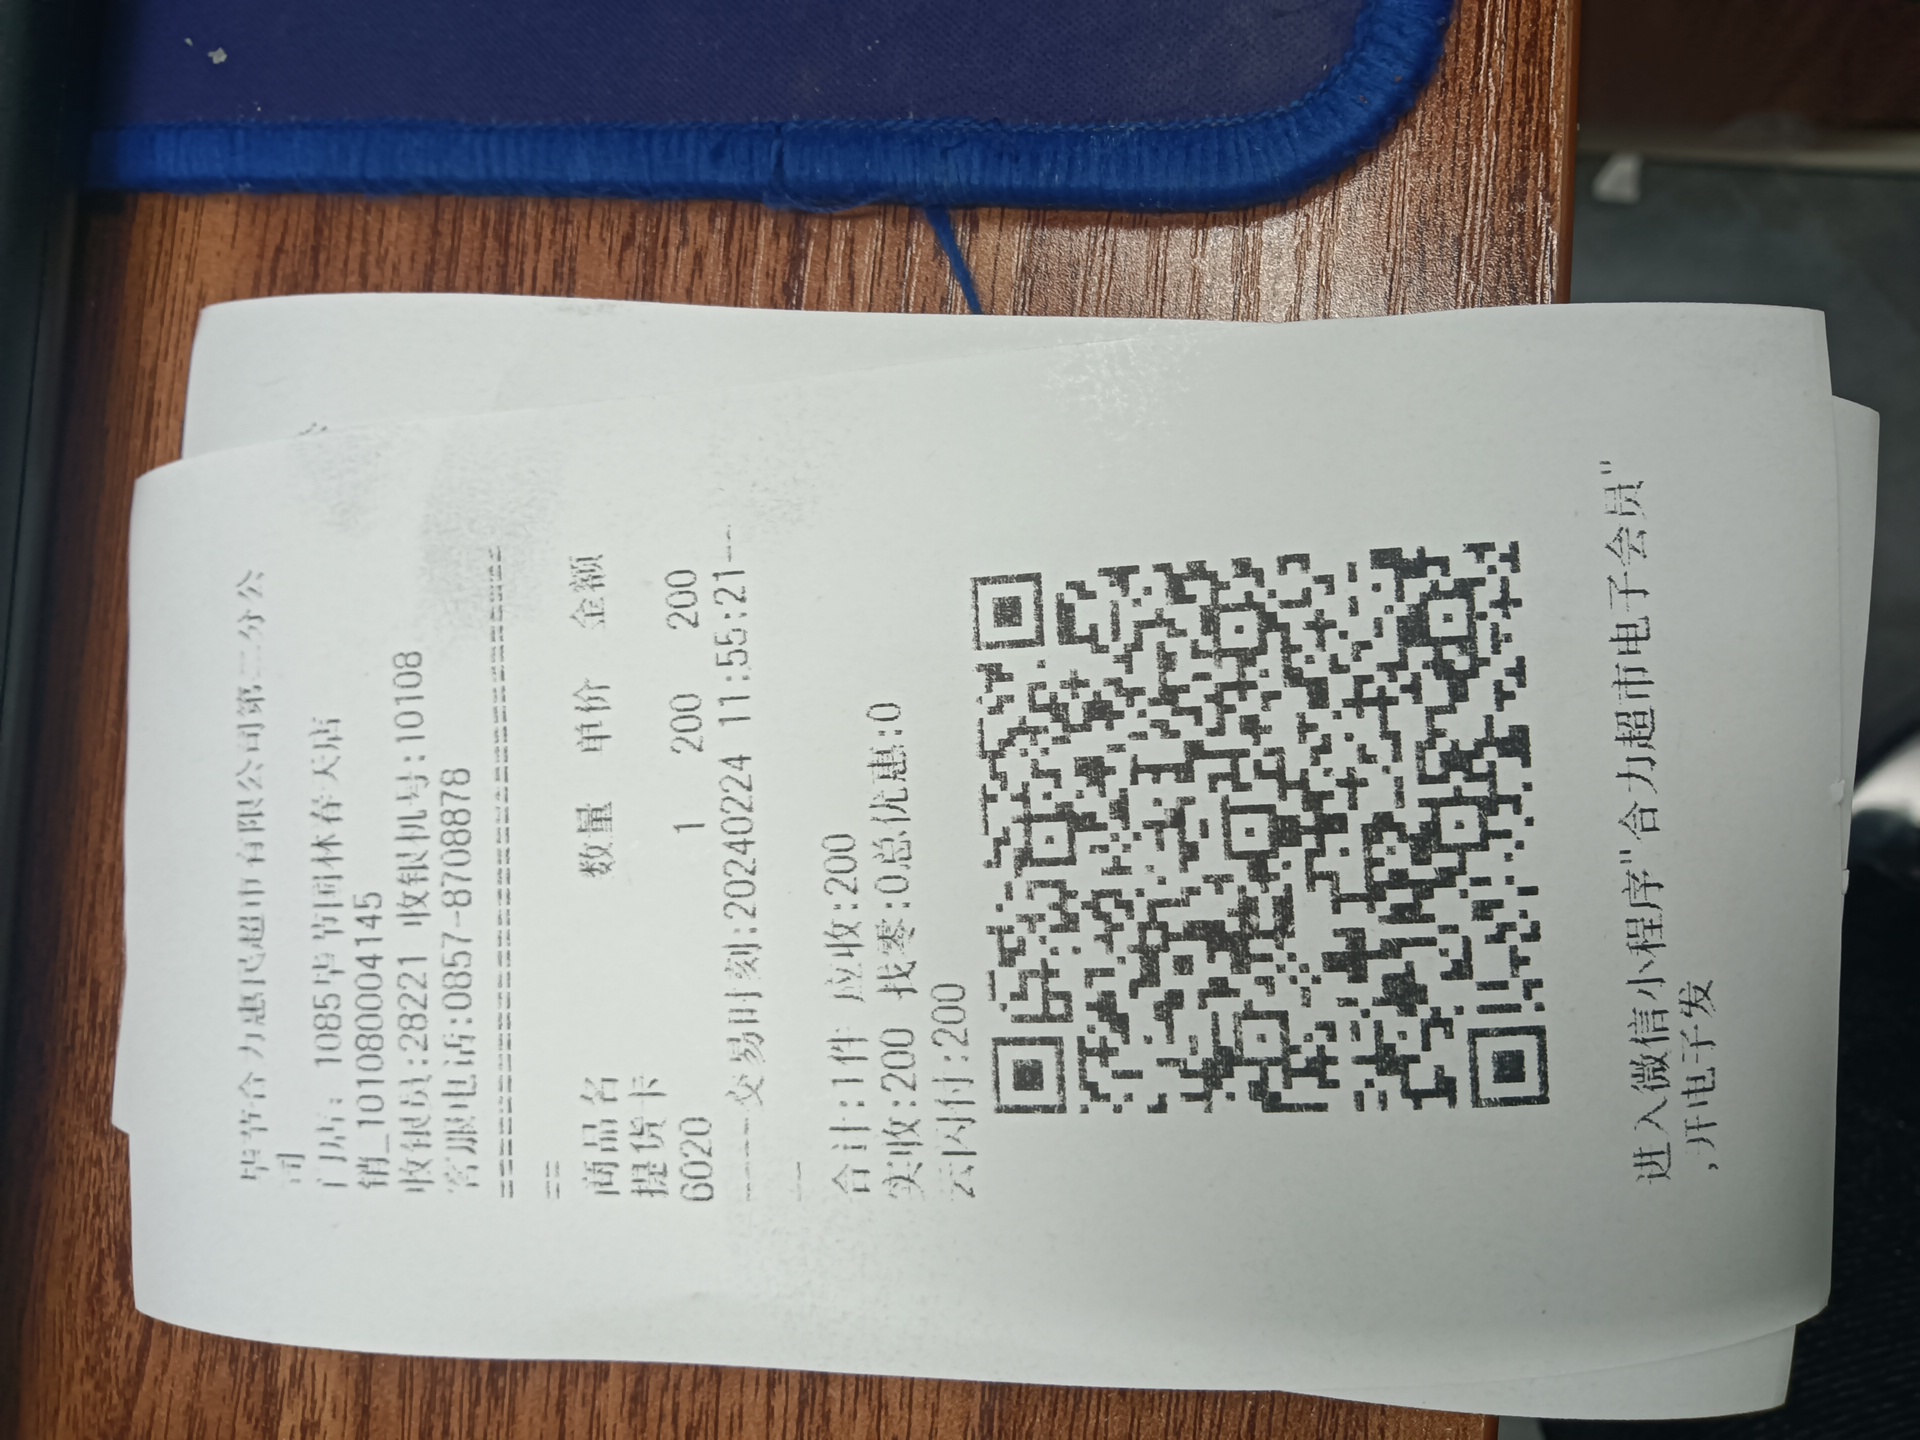 毕节合力惠民超市有限公司第二分公
司
门店: 1085毕节国林春天店
销_1010800004145
收银员:28221 收银机号:10108
客服电话:0857-8708878
================================
==
商品名 数量 单价 金额
提货卡
6020 1 200 200
----交易时刻:20240224 11:55:21--
--
合计:1件 应收:200
实收:200 找零:0总优惠:0
云闪付:200
进入微信小程序"合力超市电子会员"
,开电子发